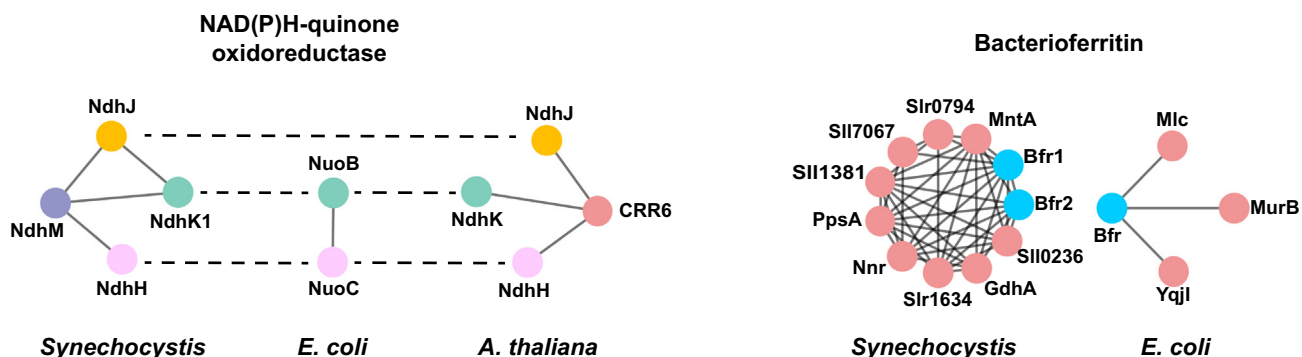 NAD(P)H-quinone
oxidoreductase
NdhJ
NdhM
NdhK1
NdhH
NuoB
NuoC
NdhJ
NdhK
CRR6
NdhH
Synechocystis
E. coli
A. thaliana
Bacterioferritin
Slr0794
MntA
Sll7067
Bfr1
Sll1381
Bfr2
PpsA
Sll0236
Nnr
GdhA
Slr1634
Mlc
MurB
Bfr
YqjI
Synechocystis
E. coli